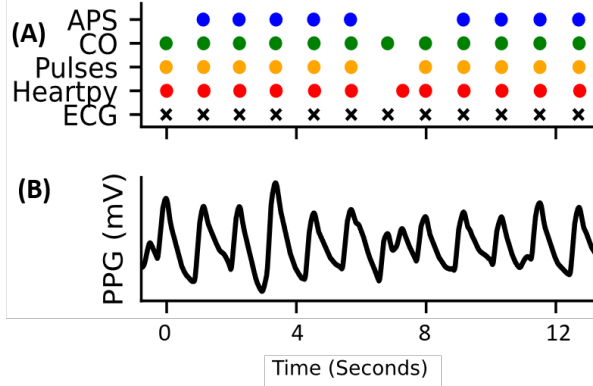 (A)
APS
CO
Pulses
Heartpy
ECG
(B)
PPG (mV)
0 4 8 12
Time (Seconds)